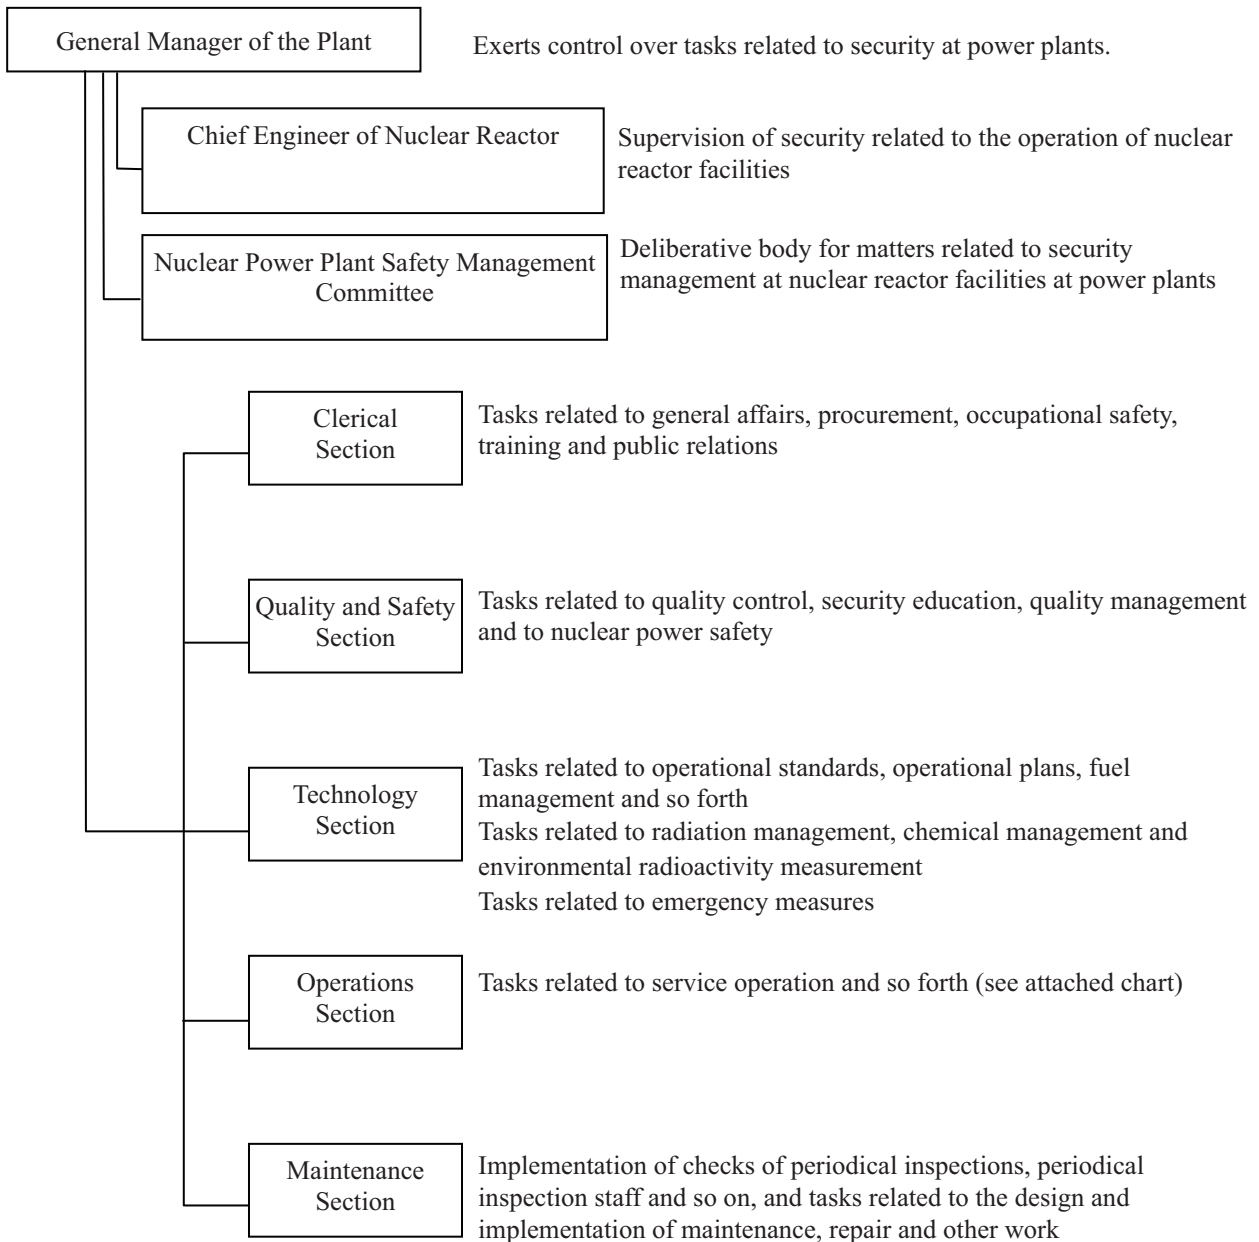 General Manager of the Plant
Exerts control over tasks related to security at power plants.
Chief Engineer of Nuclear Reactor
Supervision of security related to the operation of nuclear
reactor facilities
Nuclear Power Plant Safety Management
Committee
Deliberative body for matters related to security
management at nuclear reactor facilities at power plants
Clerical
Section
Tasks related to general affairs, procurement, occupational safety,
training and public relations
Quality and Safety
Section
Tasks related to quality control, security education, quality management
and to nuclear power safety
Technology
Section
Tasks related to operational standards, operational plans, fuel
management and so forth
Tasks related to radiation management, chemical management and
environmental radioactivity measurement
Tasks related to emergency measures
Operations
Section
Tasks related to service operation and so forth (see attached chart)
Maintenance
Section
Implementation of checks of periodical inspections, periodical
inspection staff and so on, and tasks related to the design and
implementation of maintenance, repair and other work